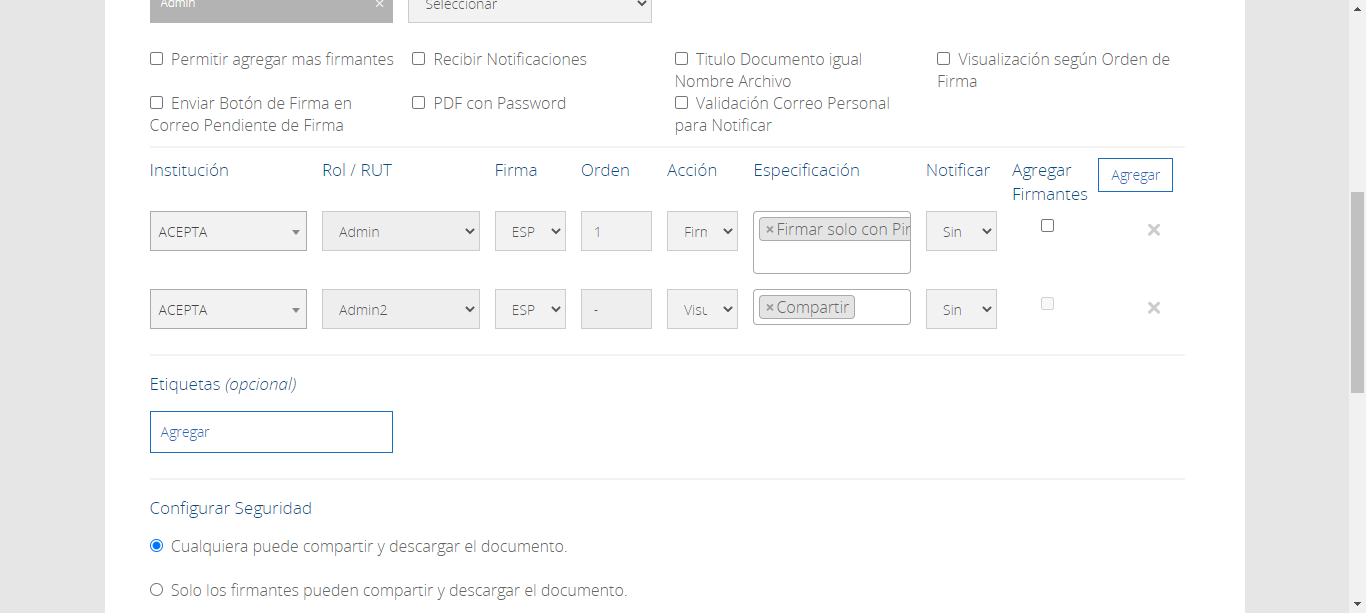 Admin ×
Seleccionar
Permitir agregar mas firmantes
Recibir Notificaciones
Titulo Documento igual
Nombre Archivo
Visualización según Orden de
Firma
Enviar Botón de Firma en
Correo Pendiente de Firma
PDF con Password
Validación Correo Personal
para Notificar
Institución Rol / RUT Firma Orden Acción Especificación Notificar Agregar
Firmantes
Agregar
ACEPTA Admin ESP 1 Firm ×Firmar solo con Pin Sin ×
ACEPTA Admin2 ESP - Visu ×Compartir Sin ×
Etiquetas (opcional)
Agregar
Configurar Seguridad
Cualquiera puede compartir y descargar el documento.
Solo los firmantes pueden compartir y descargar el documento.